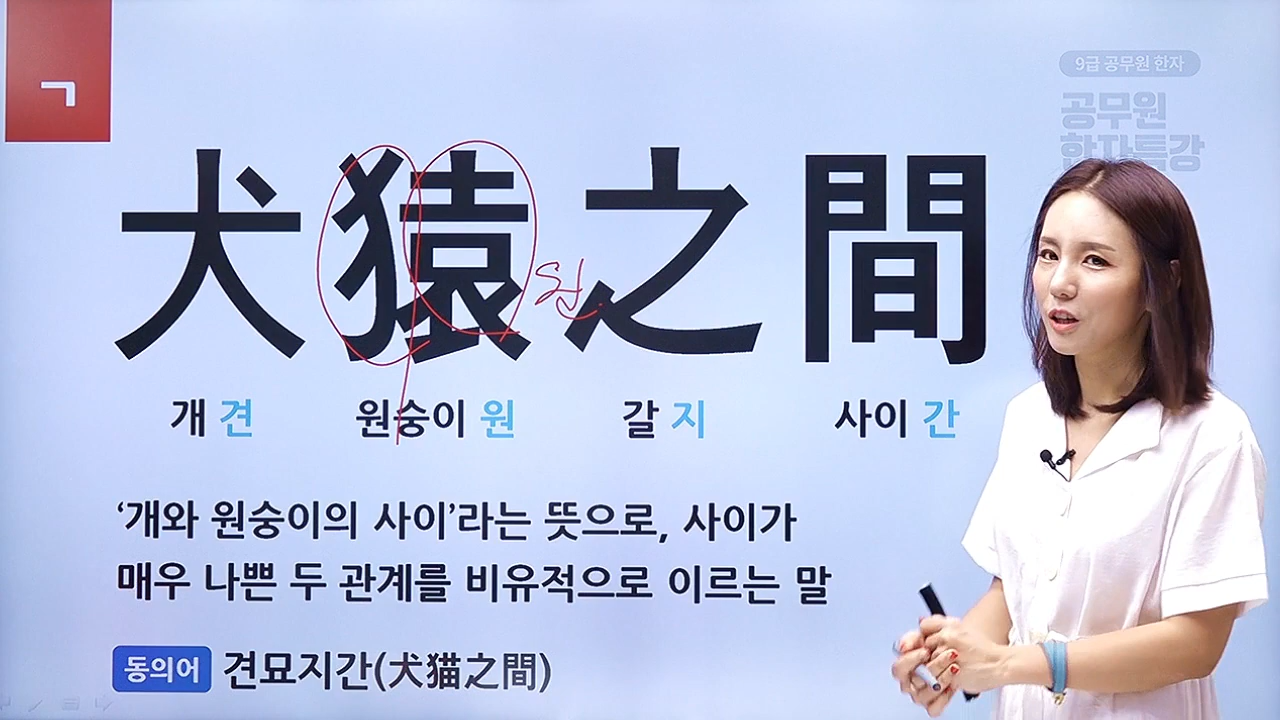 ㄱ
9급 공무원 한자
공무원
한자특강
犬猿之間
원
개 견 원숭이 원 갈 지 사이 간
‘개와 원숭이의 사이’라는 뜻으로, 사이가
매우 나쁜 두 관계를 비유적으로 이르는 말
동의어 견묘지간(犬猫之間)